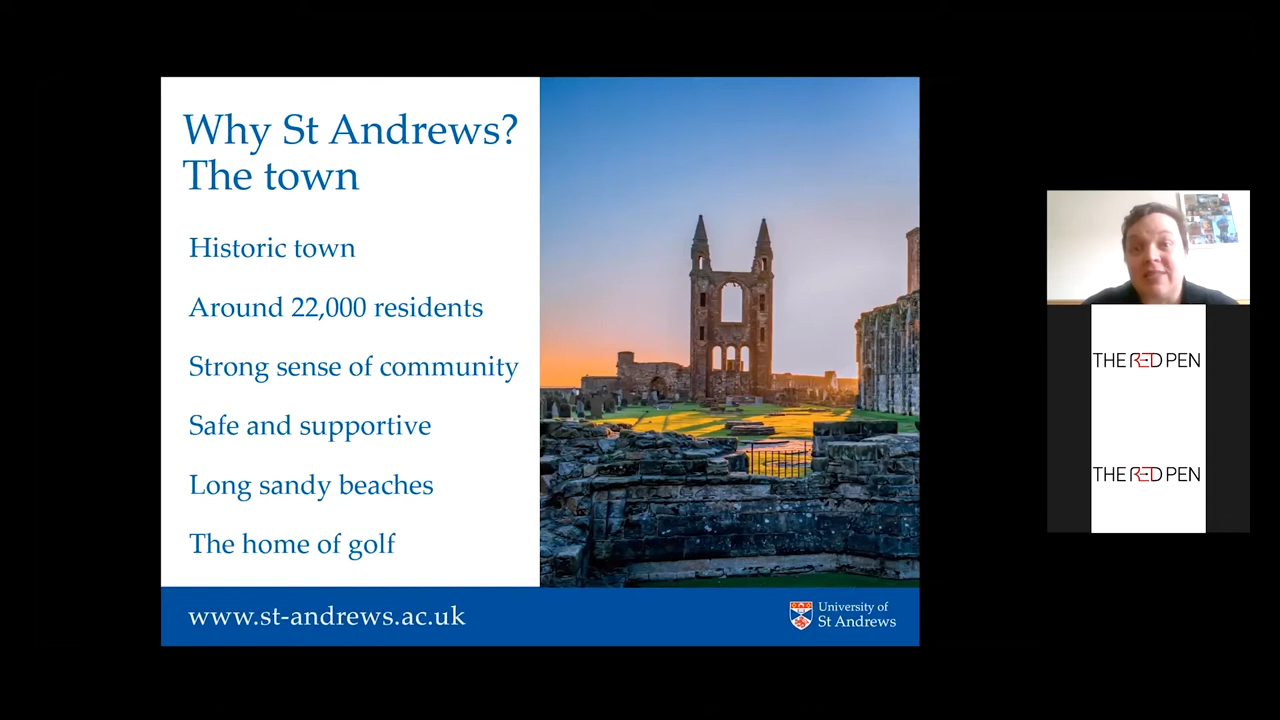 Why St Andrews?
The town
Historic town
Around 22,000 residents
Strong sense of community
Safe and supportive
Long sandy beaches
The home of golf
www.st-andrews.ac.uk
University of
St Andrews
THE RED PEN
THE RED PEN